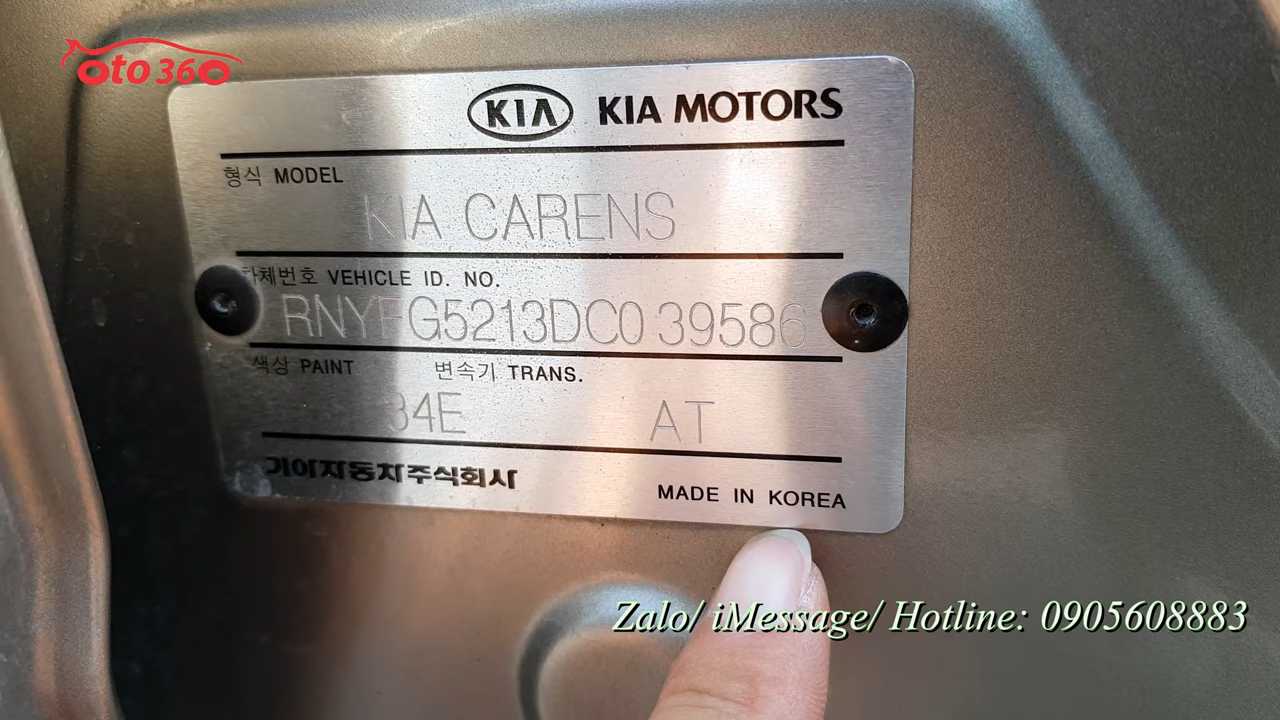 oto360
KIA KIA MOTORS
형식 MODEL
KIA CARENS
차체번호 VEHICLE ID. NO.
RNYFG5213DC039586
색상 PAINT 변속기 TRANS.
34E AT
기아자동차주식회사
MADE IN KOREA
Zalo/ iMessage/ Hotline: 0905608883